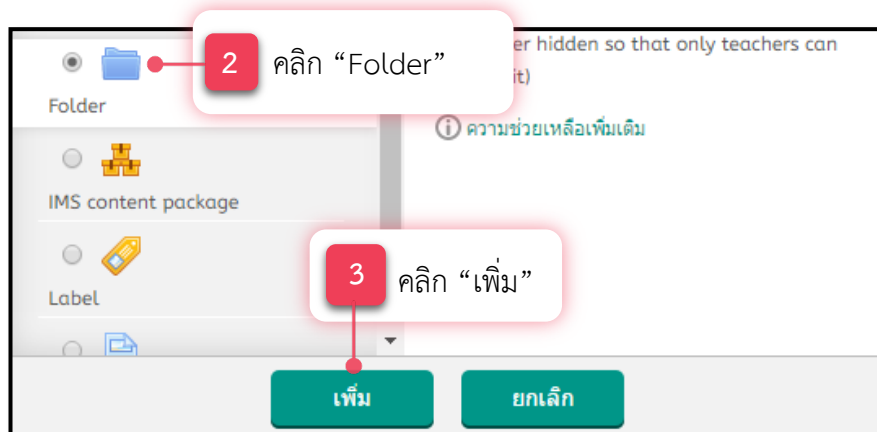 2 คลิก “Folder”
er hidden so that only teachers can
it)
Folder
ความช่วยเหลือเพิ่มเติม
IMS content package
3 คลิก “เพิ่ม”
Label
เพิ่ม ยกเลิก